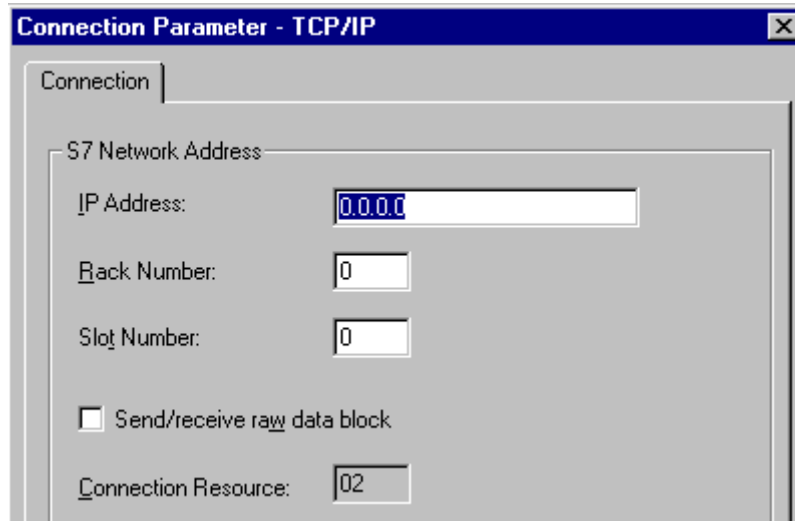 Connection Parameter - TCP/IP
Connection
S7 Network Address
IP Address: 0.0.0.0
Rack Number: 0
Slot Number: 0
Send/receive raw data block
Connection Resource: 02